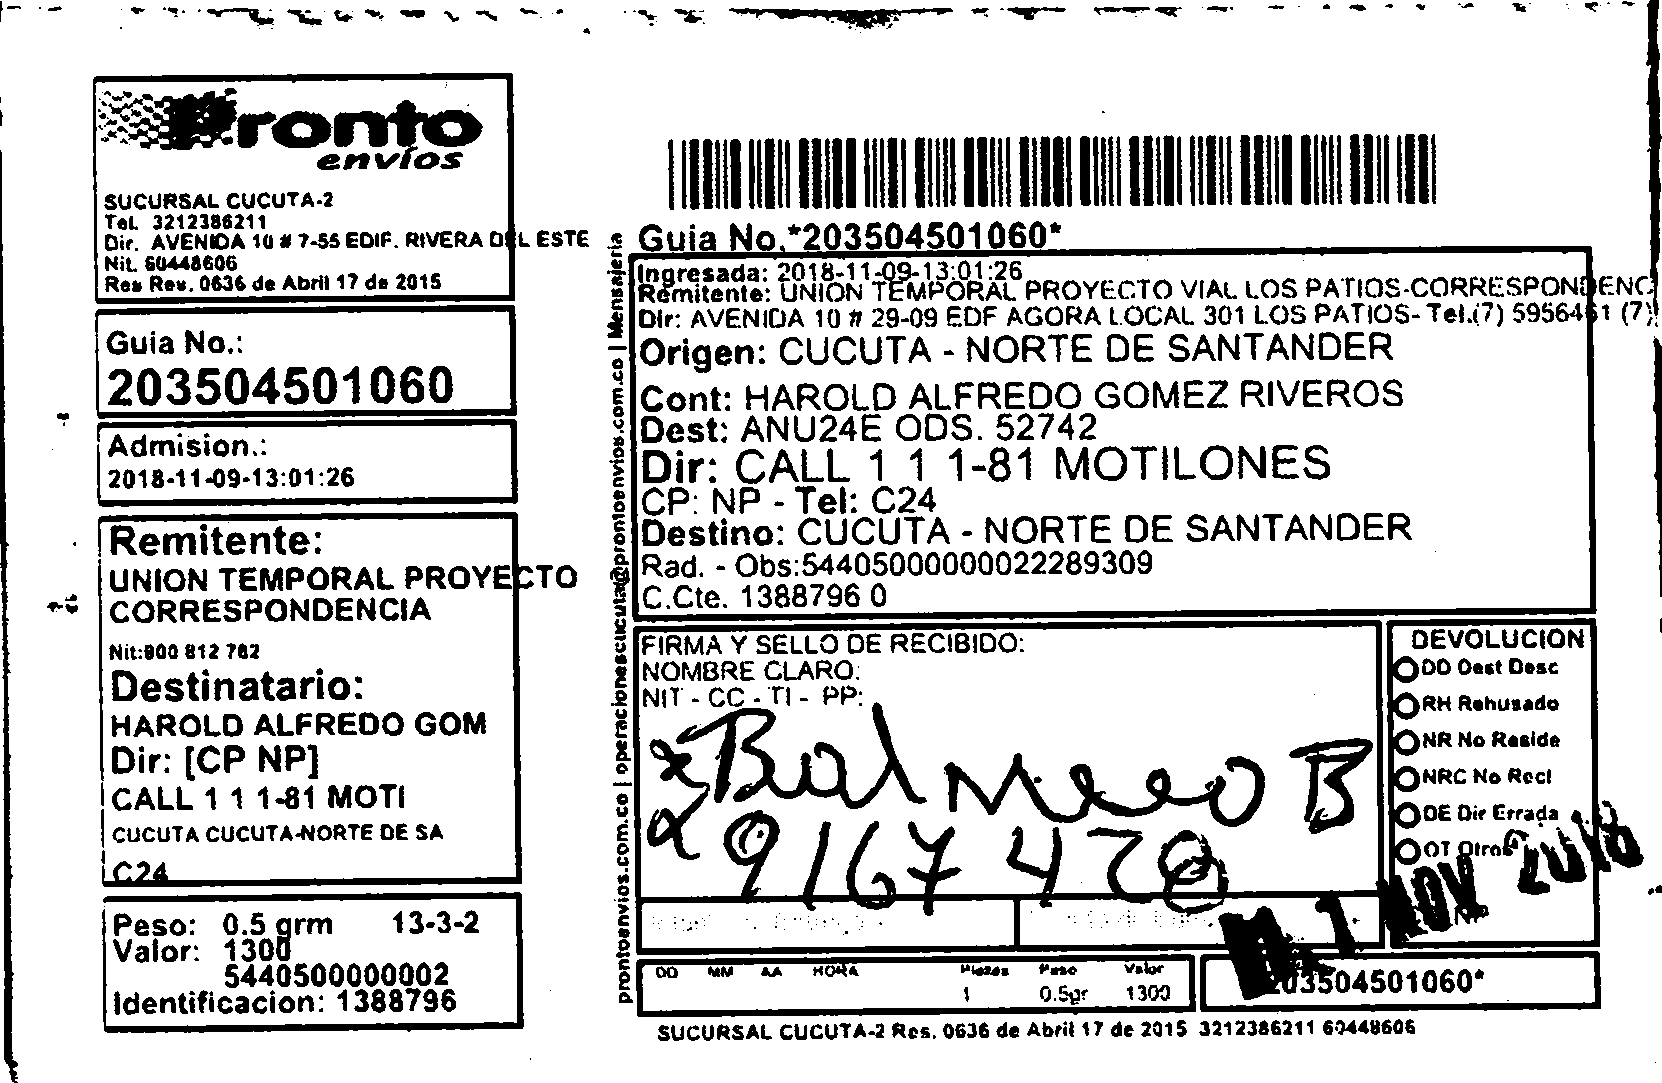 Pronto
envíos
SUCURSAL CUCUTA-2
Tel. 3212386211
Dir. AVENIDA 10 # 7-55 EDIF. RIVERA DEL ESTE
Nit. 60448606
Res Res. 0636 de Abril 17 de 2015
Guia No.:
203504501060
Admision.:
2018-11-09-13:01:26
Remitente:
UNION TEMPORAL PROYECTO
CORRESPONDENCIA
Nit:900 812 762
Destinatario:
HAROLD ALFREDO GOM
Dir: [CP NP]
CALL 1 1 1-81 MOTI
CUCUTA CUCUTA-NORTE DE SA
C24
Peso: 0.5 grm 13-3-2
Valor: 1300
5440500000002
Identificacion: 1388796
prontoenvios.com.co | operacionescucuta@prontoenvios.com.co | Mensajeria
Guia No.*203504501060*
Ingresada: 2018-11-09-13:01:26
Remitente: UNION TEMPORAL PROYECTO VIAL LOS PATIOS-CORRESPONDENC
Dir: AVENIDA 10 # 29-09 EDF AGORA LOCAL 301 LOS PATIOS- Tel.(7) 5956461 (7)
Origen: CUCUTA - NORTE DE SANTANDER
Cont: HAROLD ALFREDO GOMEZ RIVEROS
Dest: ANU24E ODS. 52742
Dir: CALL 1 1 1-81 MOTILONES
CP: NP - Tel: C24
Destino: CUCUTA - NORTE DE SANTANDER
Rad. - Obs:54405000000022289309
C.Cte. 1388796 0
FIRMA Y SELLO DE RECIBIDO:
NOMBRE CLARO:
NIT - CC - TI - PP:
DEVOLUCION
DD Dest Desc
RH Rehusado
NR No Reside
NRC No Recl
DE Dir Errada
OT Otros
NOV 2018
DD MM AA HORA Piezas Peso Valor
1 0.5gr 1300
203504501060*
SUCURSAL CUCUTA-2 Res. 0636 de Abril 17 de 2015 3212386211 60448606